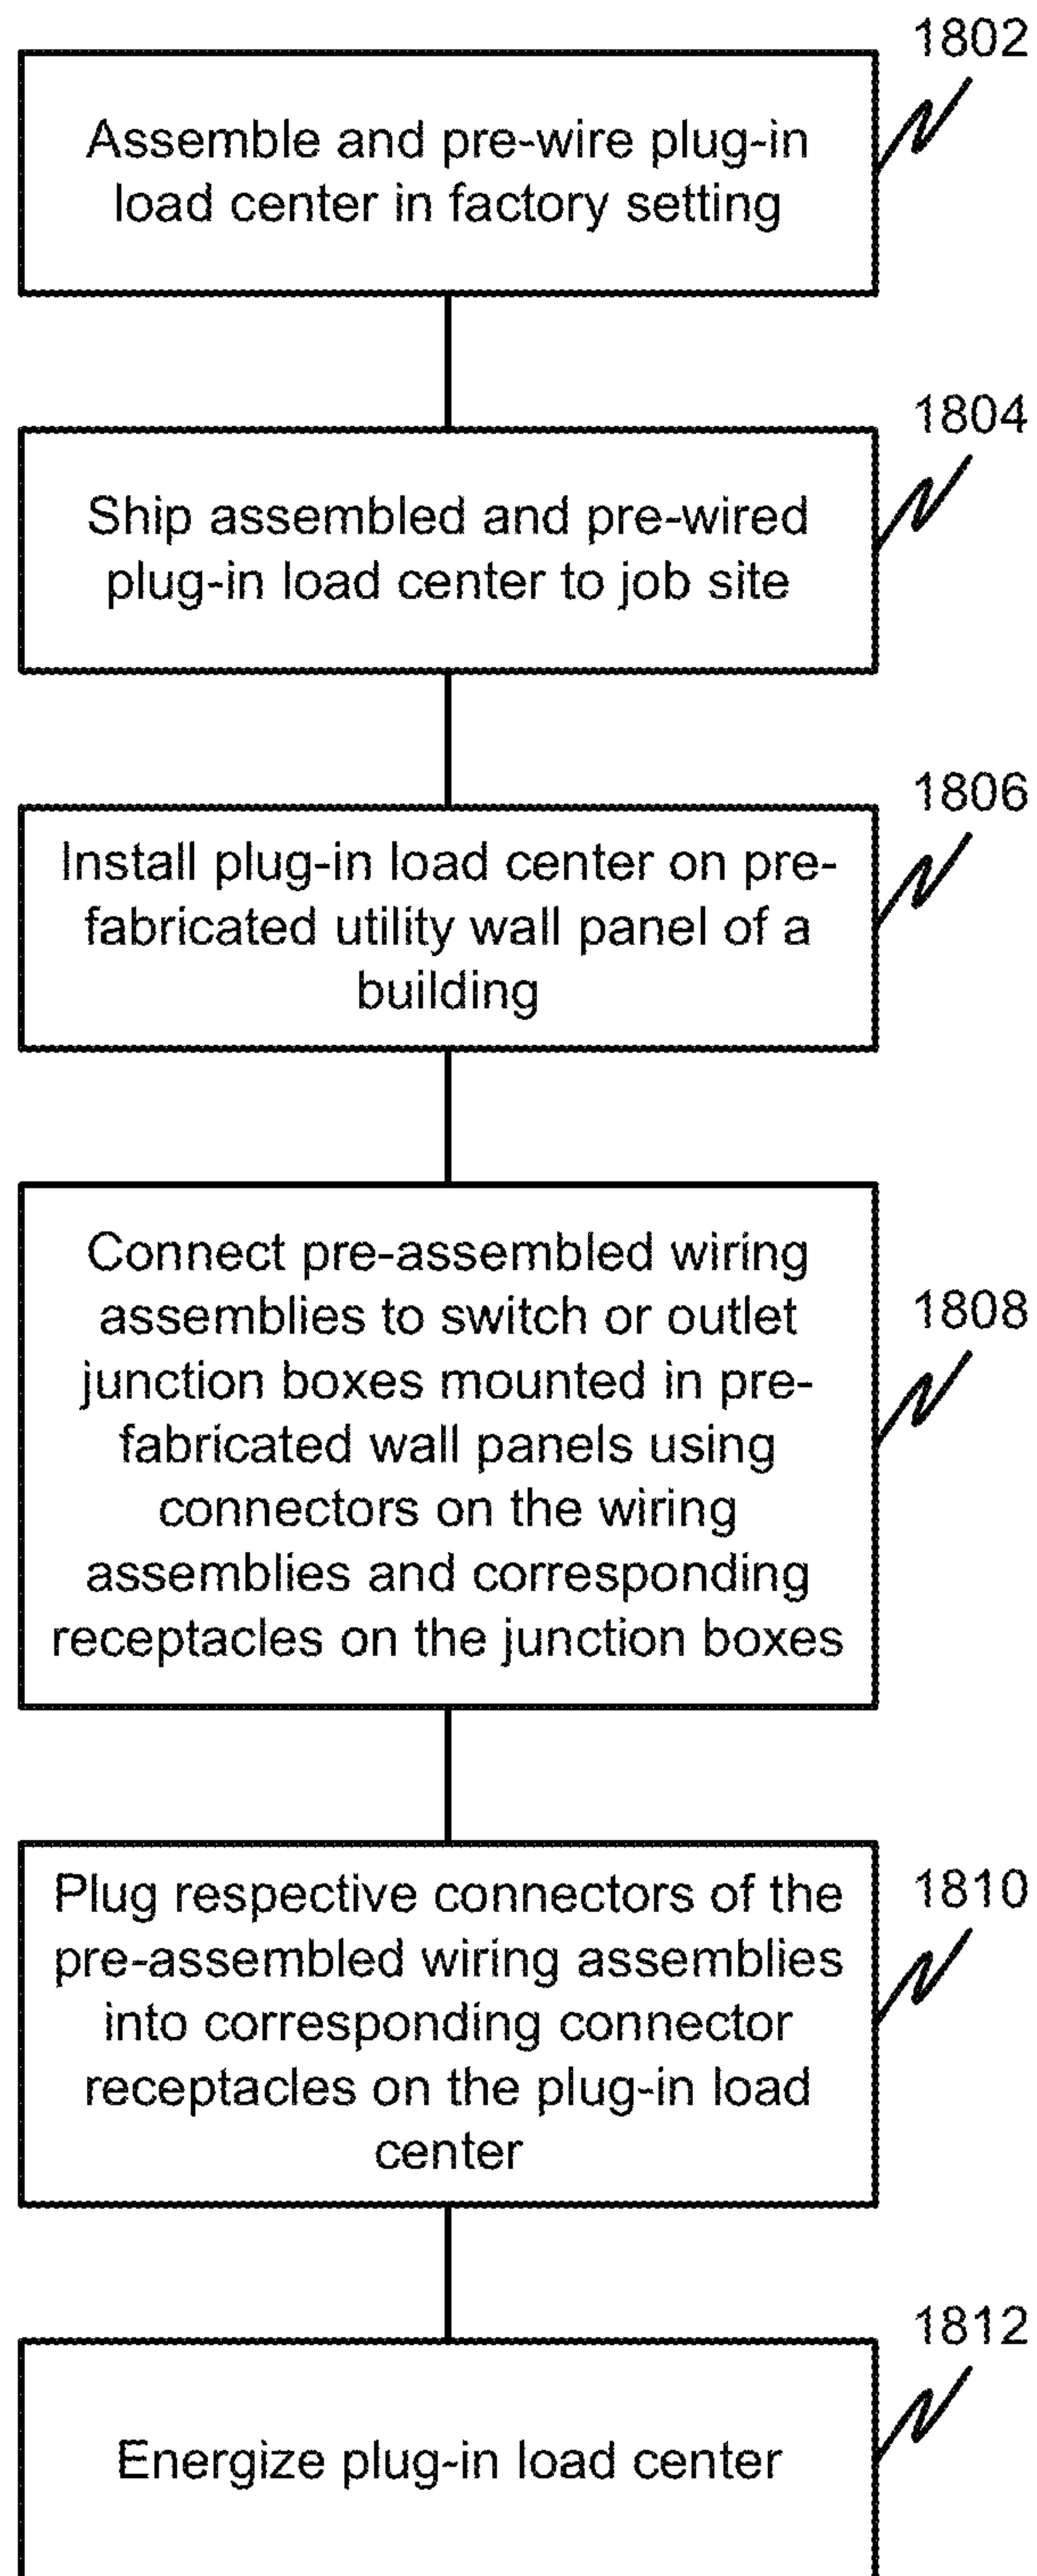 1802
Assemble and pre-wire plug-in
load center in factory setting
1804
Ship assembled and pre-wired
plug-in load center to job site
1806
Install plug-in load center on pre-
fabricated utility wall panel of a
building
1808
Connect pre-assembled wiring
assemblies to switch or outlet
junction boxes mounted in pre-
fabricated wall panels using
connectors on the wiring
assemblies and corresponding
receptacles on the junction boxes
1810
Plug respective connectors of the
pre-assembled wiring assemblies
into corresponding connector
receptacles on the plug-in load
center
1812
Energize plug-in load center